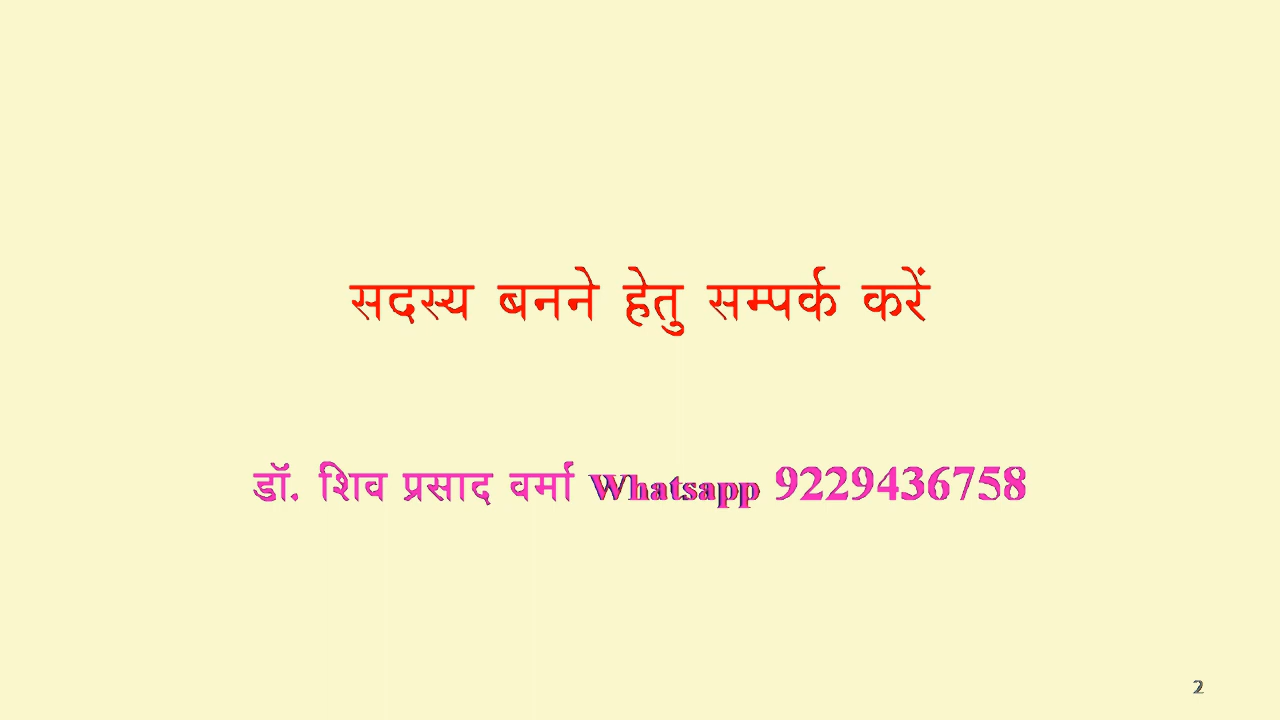 सदस्य बनने हेतु सम्पर्क करें
डॉ. शिव प्रसाद वर्मा Whatsapp 9229436758
2